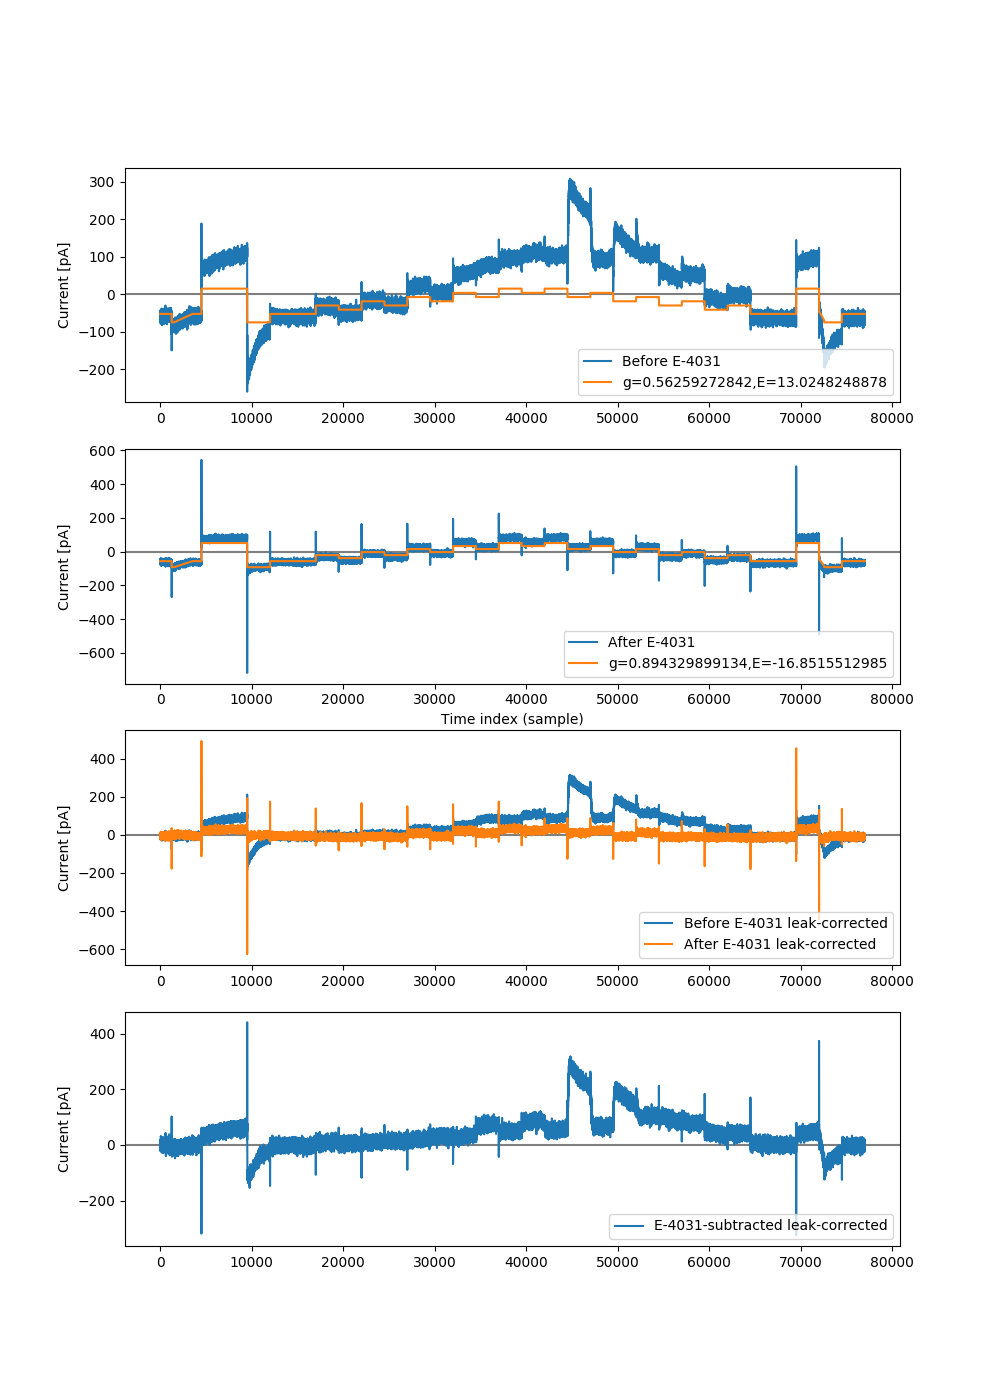 300
200
100
0
−100
−200
Current [pA]
Before E-4031
g=0.56259272842,E=13.0248248878
0 10000 20000 30000 40000 50000 60000 70000 80000
600
400
200
0
−200
−400
−600
Current [pA]
After E-4031
g=0.894329899134,E=-16.8515512985
0 10000 20000 30000 40000 50000 60000 70000 80000
Time index (sample)
400
200
0
−200
−400
−600
Current [pA]
Before E-4031 leak-corrected
After E-4031 leak-corrected
0 10000 20000 30000 40000 50000 60000 70000 80000
400
200
0
−200
Current [pA]
E-4031-subtracted leak-corrected
0 10000 20000 30000 40000 50000 60000 70000 80000